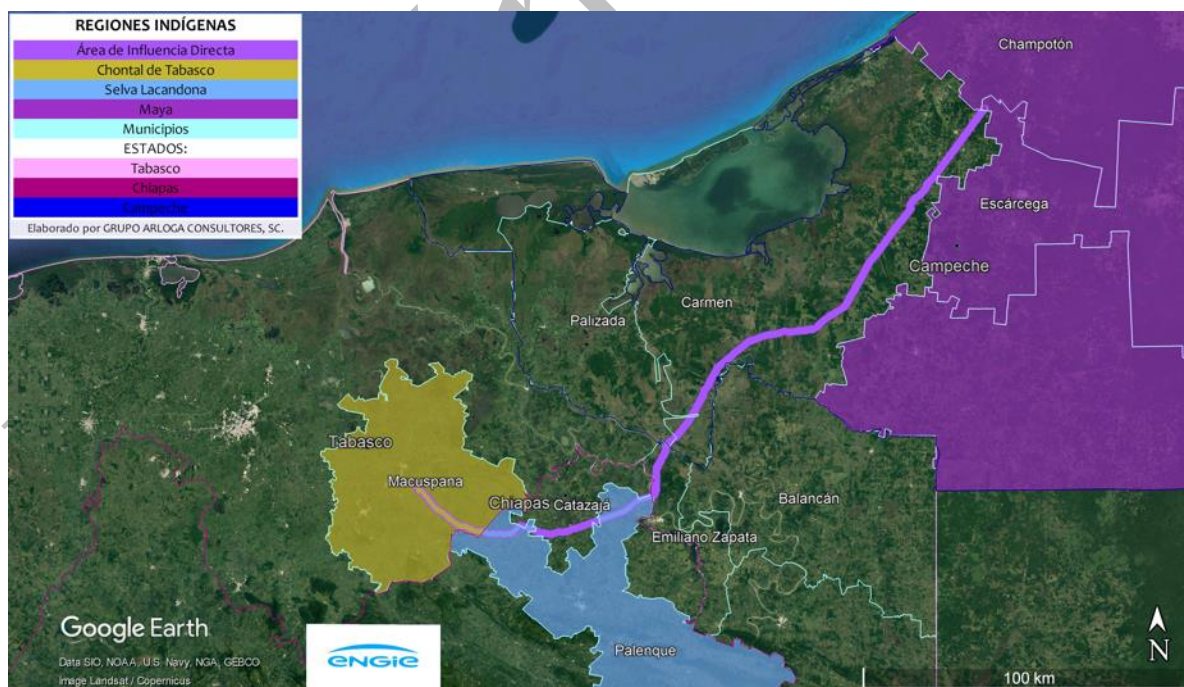 REGIONES INDÍGENAS
Área de Influencia Directa
Chontal de Tabasco
Selva Lacandona
Maya
Municipios
ESTADOS:
Tabasco
Chiapas
Campeche
Elaborado por GRUPO ARLOGA CONSULTORES, SC.
Champotón
Escárcega
Campeche
Carmen
Palizada
Tabasco
Macuspana
Chiapas Catazajá
Balancán
Emiliano Zapata
Palenque
Google Earth
Data SIO, NOAA, U.S. Navy, NGA, GEBCO
Image Landsat / Copernicus
ENGIE
100 km
N